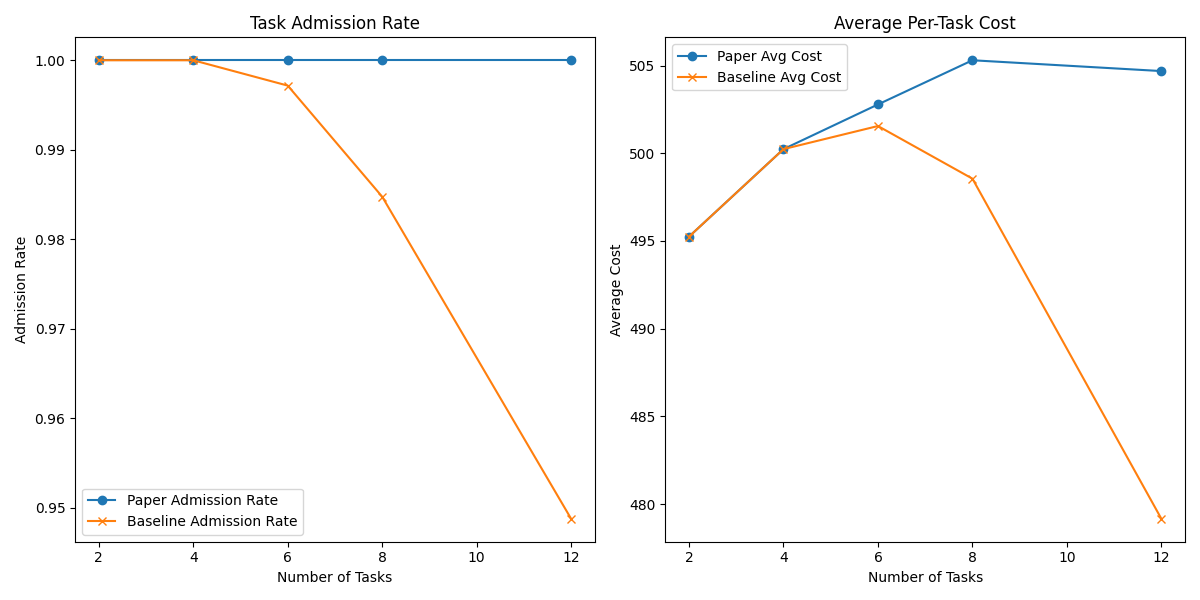 Task Admission Rate
Admission Rate
1.00
0.99
0.98
0.97
0.96
0.95
Paper Admission Rate
Baseline Admission Rate
2 4 6 8 10 12
Number of Tasks
Average Per-Task Cost
Average Cost
505
500
495
490
485
480
Paper Avg Cost
Baseline Avg Cost
2 4 6 8 10 12
Number of Tasks